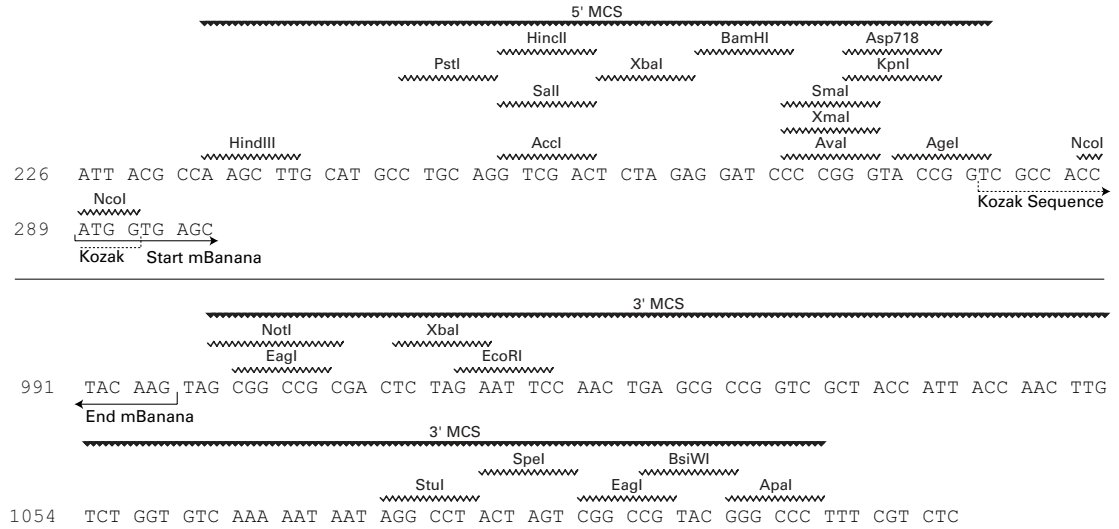 5' MCS
HincII BamHI Asp718
PstI XbaI KpnI
SalI SmaI
XmaI
HindIII AccI AvaI AgeI NcoI
226 ATT ACG CCA AGC TTG CAT GCC TGC AGG TCG ACT CTA GAG GAT CCC CGG GTA CCG GTC GCC ACC
NcoI Kozak Sequence
289 ATG GTG AGC
Kozak Start mBanana
3' MCS
NotI XbaI
EagI EcoRI
991 TAC AAG TAG CGG CCG CGA CTC TAG AAT TCC AAC TGA GCG CCG GTC GCT ACC ATT ACC AAC TTG
End mBanana
3' MCS
SpeI BsiWI
StuI EagI ApaI
1054 TCT GGT GTC AAA AAT AAT AGG CCT ACT AGT CGG CCG TAC GGG CCC TTT CGT CTC